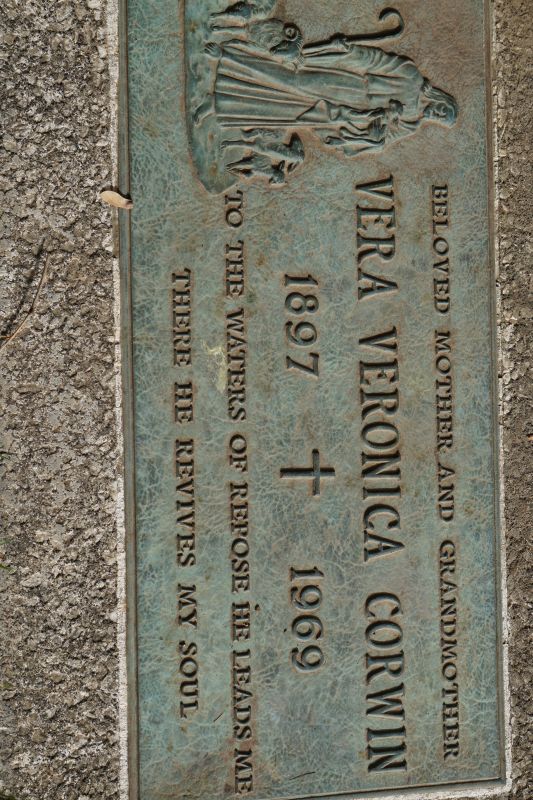 BELOVED MOTHER AND GRANDMOTHER
VERA VERONICA CORWIN
1897 1969
TO THE WATERS OF REPOSE HE LEADS ME
THERE HE REVIVES MY SOUL